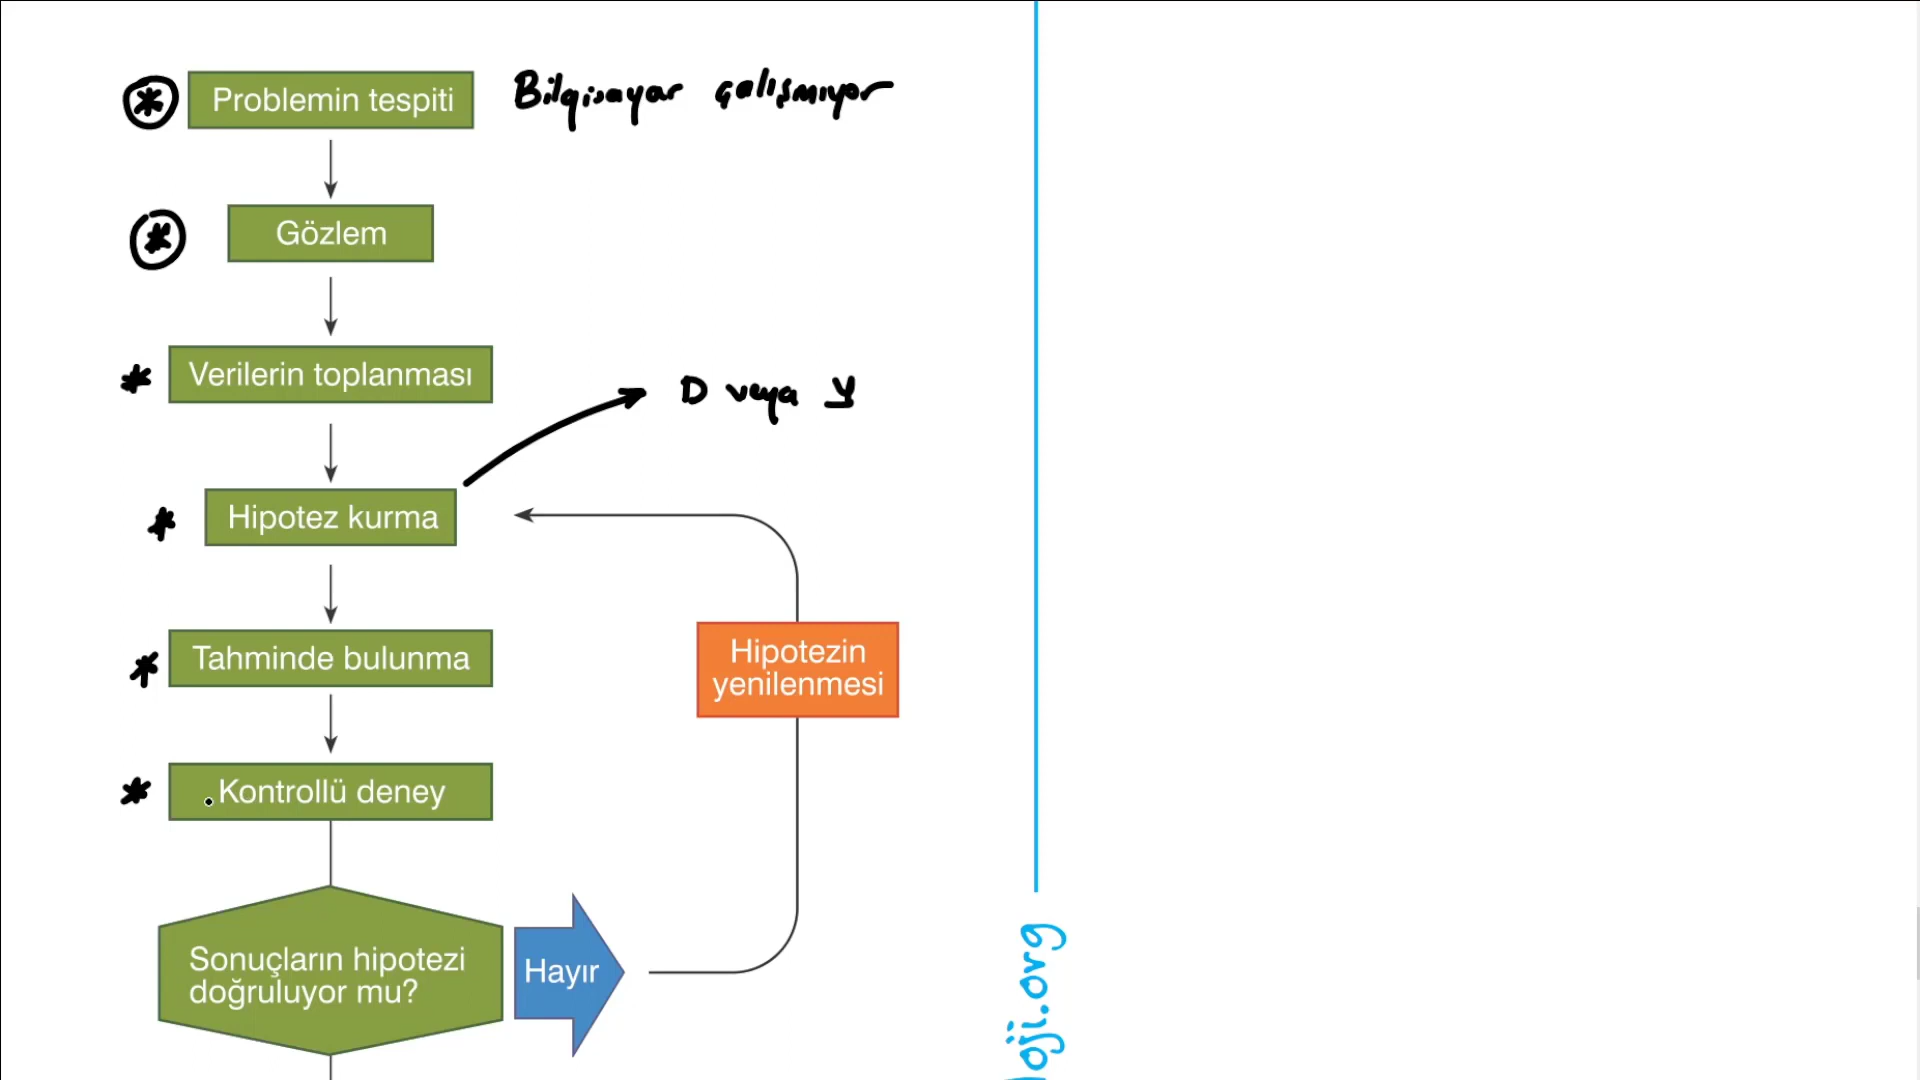 Problemin tespiti
Bilgisayar çalışmıyor
Gözlem
Verilerin toplanması
D veya Y
Hipotez kurma
Tahminde bulunma
Hipotezin
yenilenmesi
Kontrollü deney
Sonuçların hipotezi
doğruluyor mu?
Hayır
oji.org